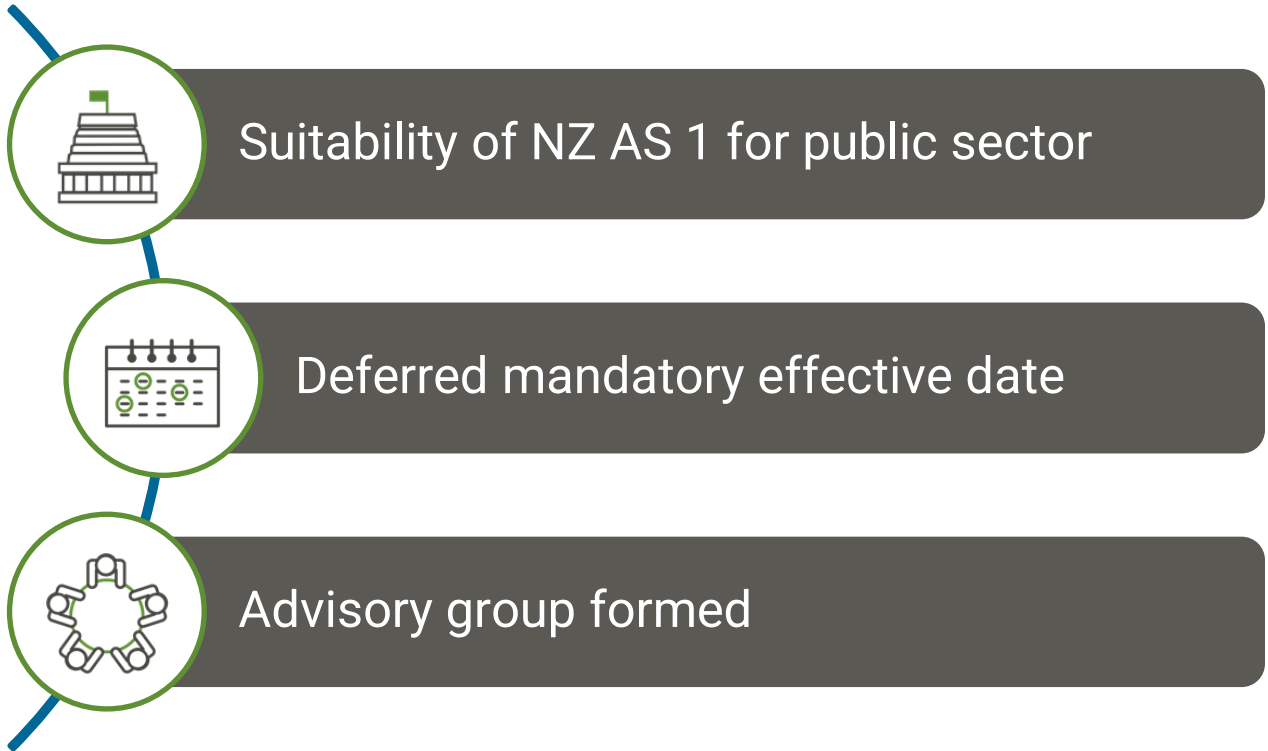 Suitability of NZ AS 1 for public sector
Deferred mandatory effective date
Advisory group formed